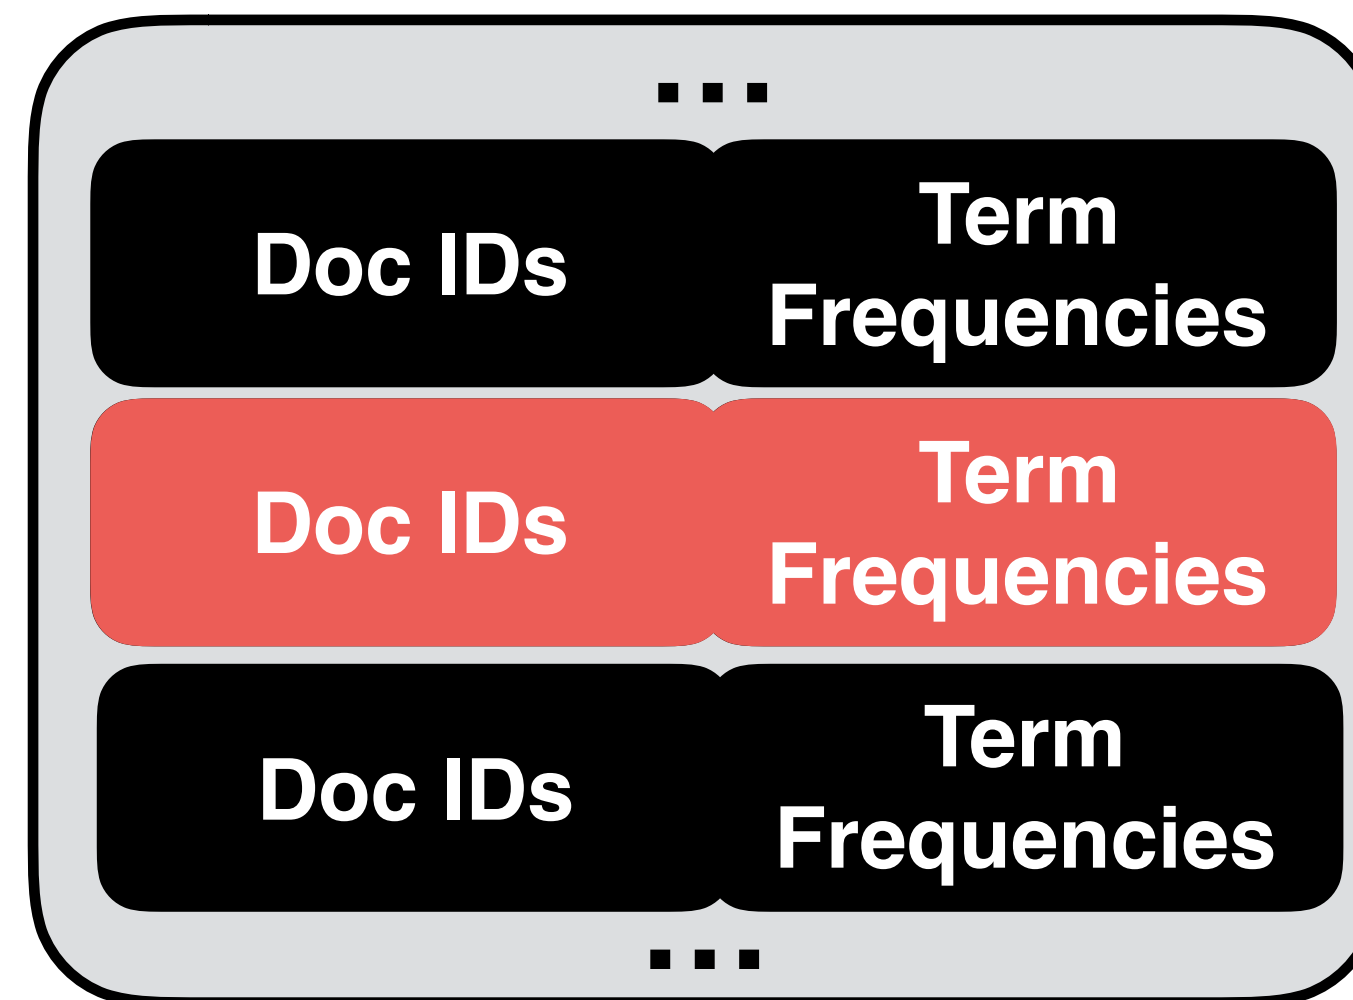 ...
Doc IDs
Term
Frequencies
Doc IDs
Term
Frequencies
Doc IDs
Term
Frequencies
...